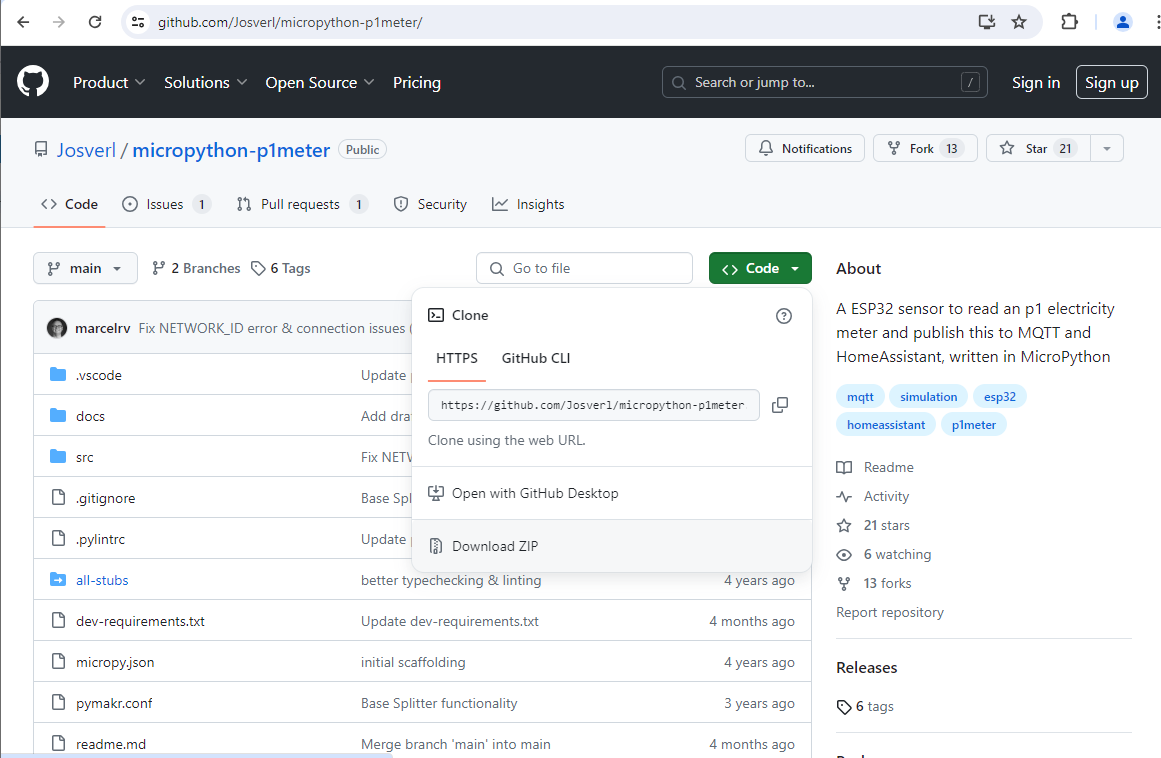 github.com/Josverl/micropython-p1meter/
Product Solutions Open Source Pricing Search or jump to... / Sign in Sign up
Josverl / micropython-p1meter Public Notifications Fork 13 Star 21
Code Issues 1 Pull requests 1 Security Insights
main 2 Branches 6 Tags Go to file Code
Clone
HTTPS GitHub CLI
https://github.com/Josverl/micropython-p1meter
Clone using the web URL.
Open with GitHub Desktop
Download ZIP
marcelrv Fix NETWORK_ID error & connection issues (
.vscode Update
docs Add
src Fix
.gitignore Base
.pylintrc Update
all-stubs better typechecking & linting 4 years ago
dev-requirements.txt Update dev-requirements.txt 4 months ago
micropy.json initial scaffolding 4 years ago
pymakr.conf Base Splitter functionality 3 years ago
readme.md Merge branch 'main' into main 4 months ago
About
A ESP32 sensor to read an p1 electricity
meter and publish this to MQTT and
HomeAssistant, written in MicroPython
mqtt simulation esp32
homeassistant p1meter
Readme
Activity
21 stars
6 watching
13 forks
Report repository
Releases
6 tags